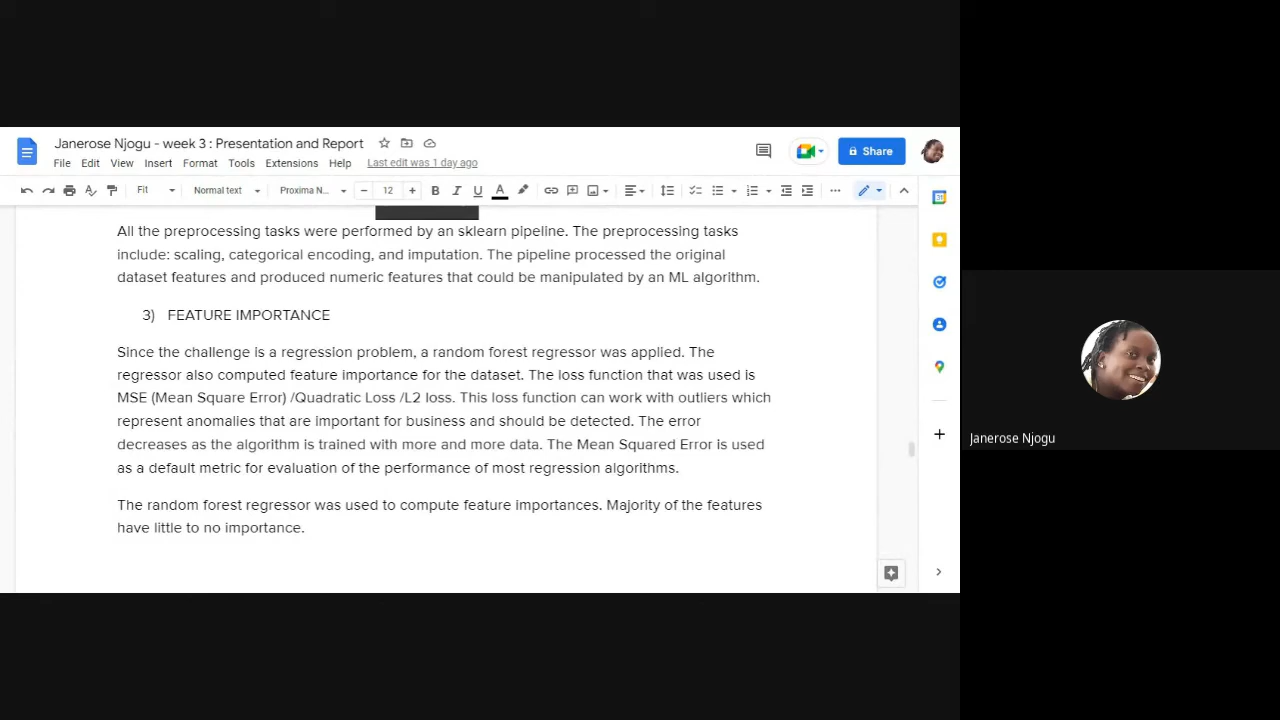 Janerose Njogu - week 3 : Presentation and Report
File Edit View Insert Format Tools Extensions Help Last edit was 1 day ago
Share
Fit Normal text Proxima N... 12
All the preprocessing tasks were performed by an sklearn pipeline. The preprocessing tasks
include: scaling, categorical encoding, and imputation. The pipeline processed the original
dataset features and produced numeric features that could be manipulated by an ML algorithm.
3) FEATURE IMPORTANCE
Since the challenge is a regression problem, a random forest regressor was applied. The
regressor also computed feature importance for the dataset. The loss function that was used is
MSE (Mean Square Error) /Quadratic Loss /L2 loss. This loss function can work with outliers which
represent anomalies that are important for business and should be detected. The error
decreases as the algorithm is trained with more and more data. The Mean Squared Error is used
as a default metric for evaluation of the performance of most regression algorithms.
The random forest regressor was used to compute feature importances. Majority of the features
have little to no importance.
Janerose Njogu